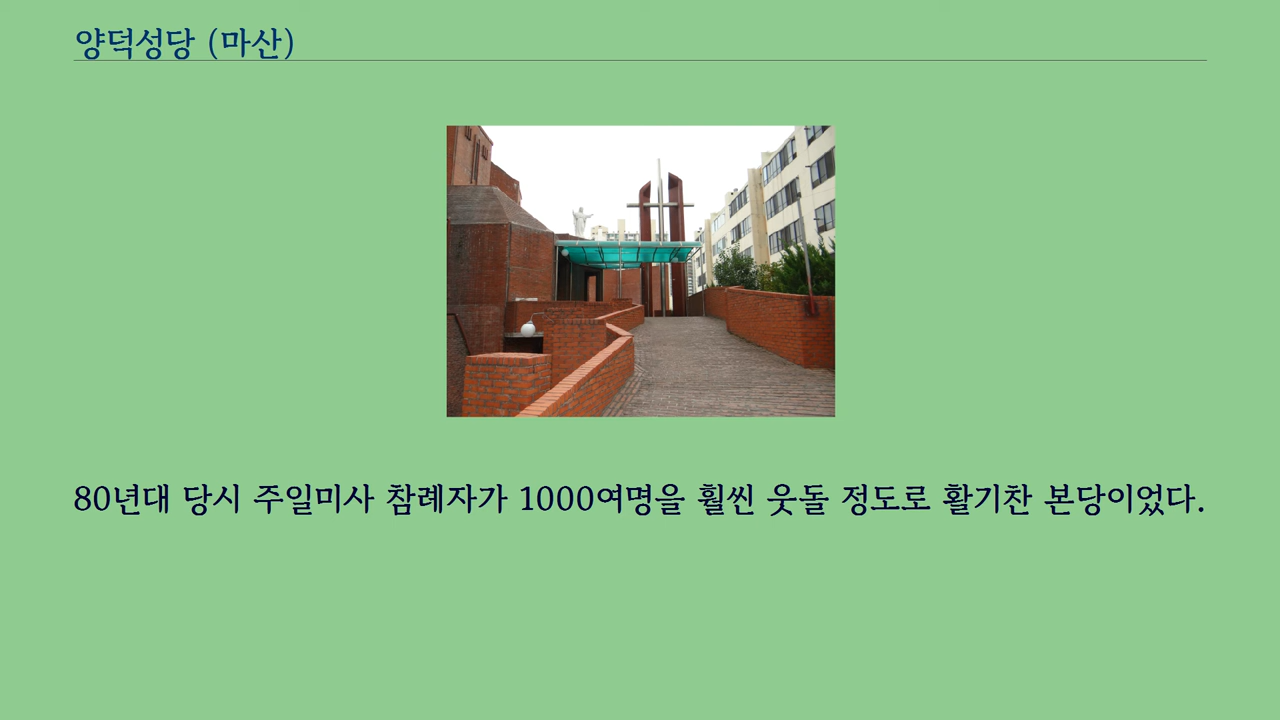 양덕성당 (마산)
80년대 당시 주일미사 참례자가 1000여명을 훨씬 웃돌 정도로 활기찬 본당이었다.